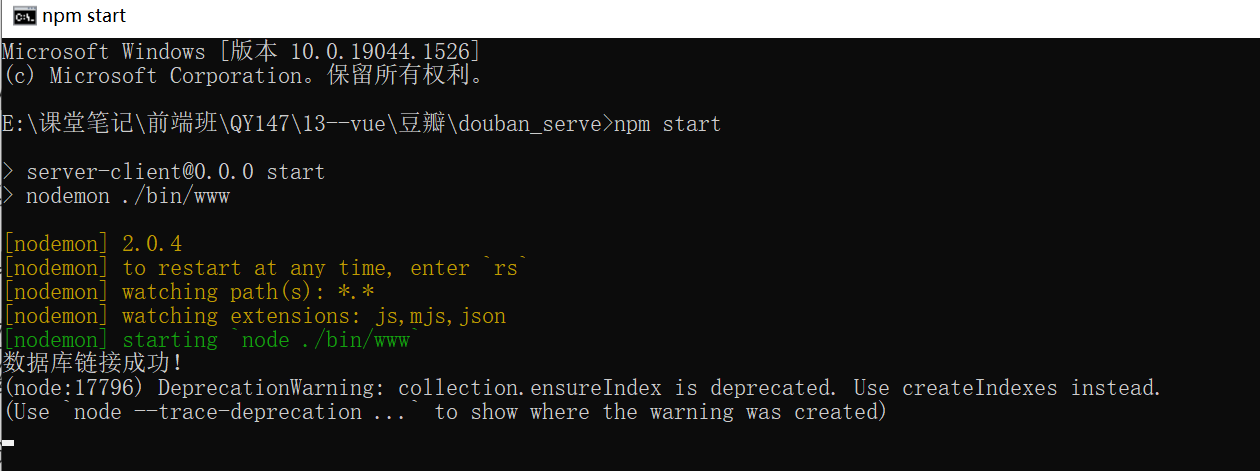 npm start
Microsoft Windows [版本 10.0.19044.1526]
(c) Microsoft Corporation。保留所有权利。
E:\课堂笔记\前端班\QY147\13--vue\豆瓣\douban_serve>npm start
> server-client@0.0.0 start
> nodemon ./bin/www
[nodemon] 2.0.4
[nodemon] to restart at any time, enter `rs`
[nodemon] watching path(s): *.*
[nodemon] watching extensions: js,mjs,json
[nodemon] starting `node ./bin/www`
数据库链接成功!
(node:17796) DeprecationWarning: collection.ensureIndex is deprecated. Use createIndexes instead.
(Use `node --trace-deprecation ...` to show where the warning was created)